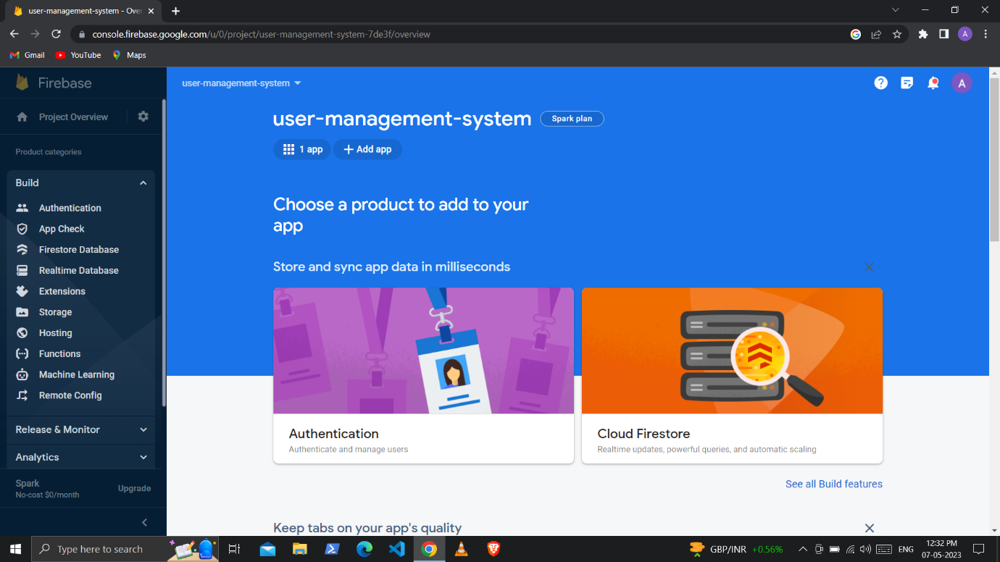 user-management-system - Over
console.firebase.google.com/u/0/project/user-management-system-7de3f/overview
A
Gmail
YouTube
Maps
Firebase
Project Overview
Product categories
Build
Authentication
App Check
Firestore Database
Realtime Database
Extensions
Storage
Hosting
Functions
Machine Learning
Remote Config
Release & Monitor
Analytics
Spark
No-cost $0/month
Upgrade
user-management-system
A
user-management-system
Spark plan
1 app
Add app
Choose a product to add to your
app
Store and sync app data in milliseconds
Authentication
Authenticate and manage users
Cloud Firestore
Realtime updates, powerful queries, and automatic scaling
See all Build features
Keep tabs on your app's quality
Type here to search
GBP/INR +0.56%
ENG
12:32 PM
07-05-2023